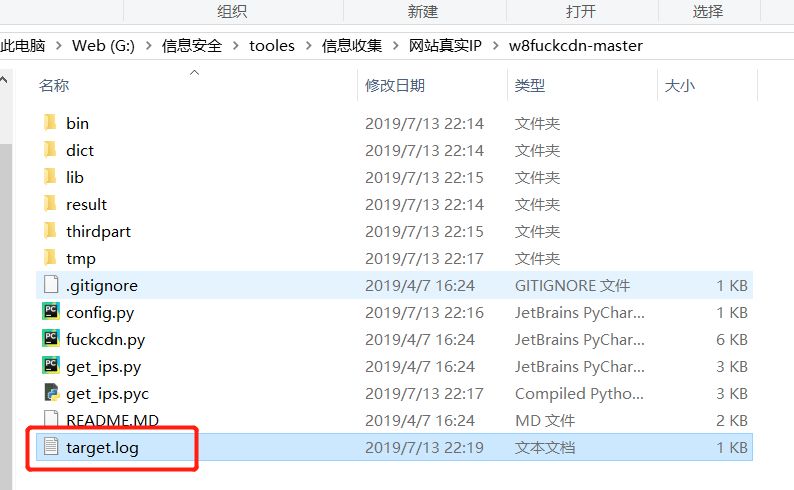 组织 新建 打开 选择
此电脑 > Web (G:) > 信息安全 > tooles > 信息收集 > 网站真实IP > w8fuckcdn-master
名称 修改日期 类型 大小
bin 2019/7/13 22:14 文件夹
dict 2019/7/13 22:14 文件夹
lib 2019/7/13 22:15 文件夹
result 2019/7/13 22:14 文件夹
thirdpart 2019/7/13 22:15 文件夹
tmp 2019/7/13 22:17 文件夹
.gitignore 2019/4/7 16:24 GITIGNORE 文件 1 KB
config.py 2019/7/13 22:16 JetBrains PyChar... 1 KB
fuckcdn.py 2019/4/7 16:24 JetBrains PyChar... 6 KB
get_ips.py 2019/4/7 16:24 JetBrains PyChar... 3 KB
get_ips.pyc 2019/7/13 22:17 Compiled Pytho... 3 KB
README.MD 2019/4/7 16:24 MD 文件 2 KB
target.log 2019/7/13 22:19 文本文档 1 KB